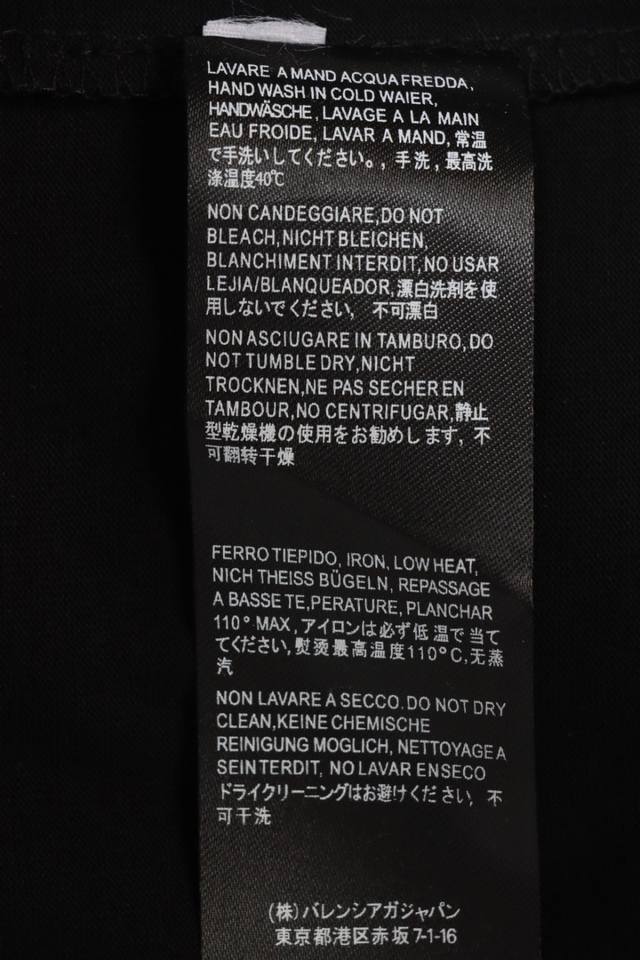 LAVARE A MAND ACQUA FREDDA,
HAND WASH IN COLD WAIER,
HANDWÄSCHE, LAVAGE A LA MAIN
EAU FROIDE, LAVAR A MAND, 常温
で手洗いしてください。, 手洗, 最高洗
涤温度40℃
NON CANDEGGIARE,DO NOT
BLEACH,NICHT BLEICHEN,
BLANCHIMENT INTERDIT,NO USAR
LEJIA/BLANQUEADOR,漂白洗剤を使
用しないでください, 不可漂白
NON ASCIUGARE IN TAMBURO,DO
NOT TUMBLE DRY,NICHT
TROCKNEN,NE PAS SECHER EN
TAMBOUR,NO CENTRIFUGAR,静止
型乾燥機の使用をお勧めします, 不
可翻转干燥
FERRO TIEPIDO, IRON, LOW HEAT,
NICH THEISS BÜGELN, REPASSAGE
A BASSE TE,PERATURE, PLANCHAR
110° MAX, アイロンは必ず低温で当て
てください,熨烫最高温度110°C,无蒸
汽
NON LAVARE A SECCO. DO NOT DRY
CLEAN,KEINE CHEMISCHE
REINIGUNG MOGLICH, NETTOYAGE A
SEINTERDIT, NO LAVAR EN SECO
ドライクリーニングはお避けください, 不
可干洗
(株)バレンシアガジャパン
東京都港区赤坂7-1-16